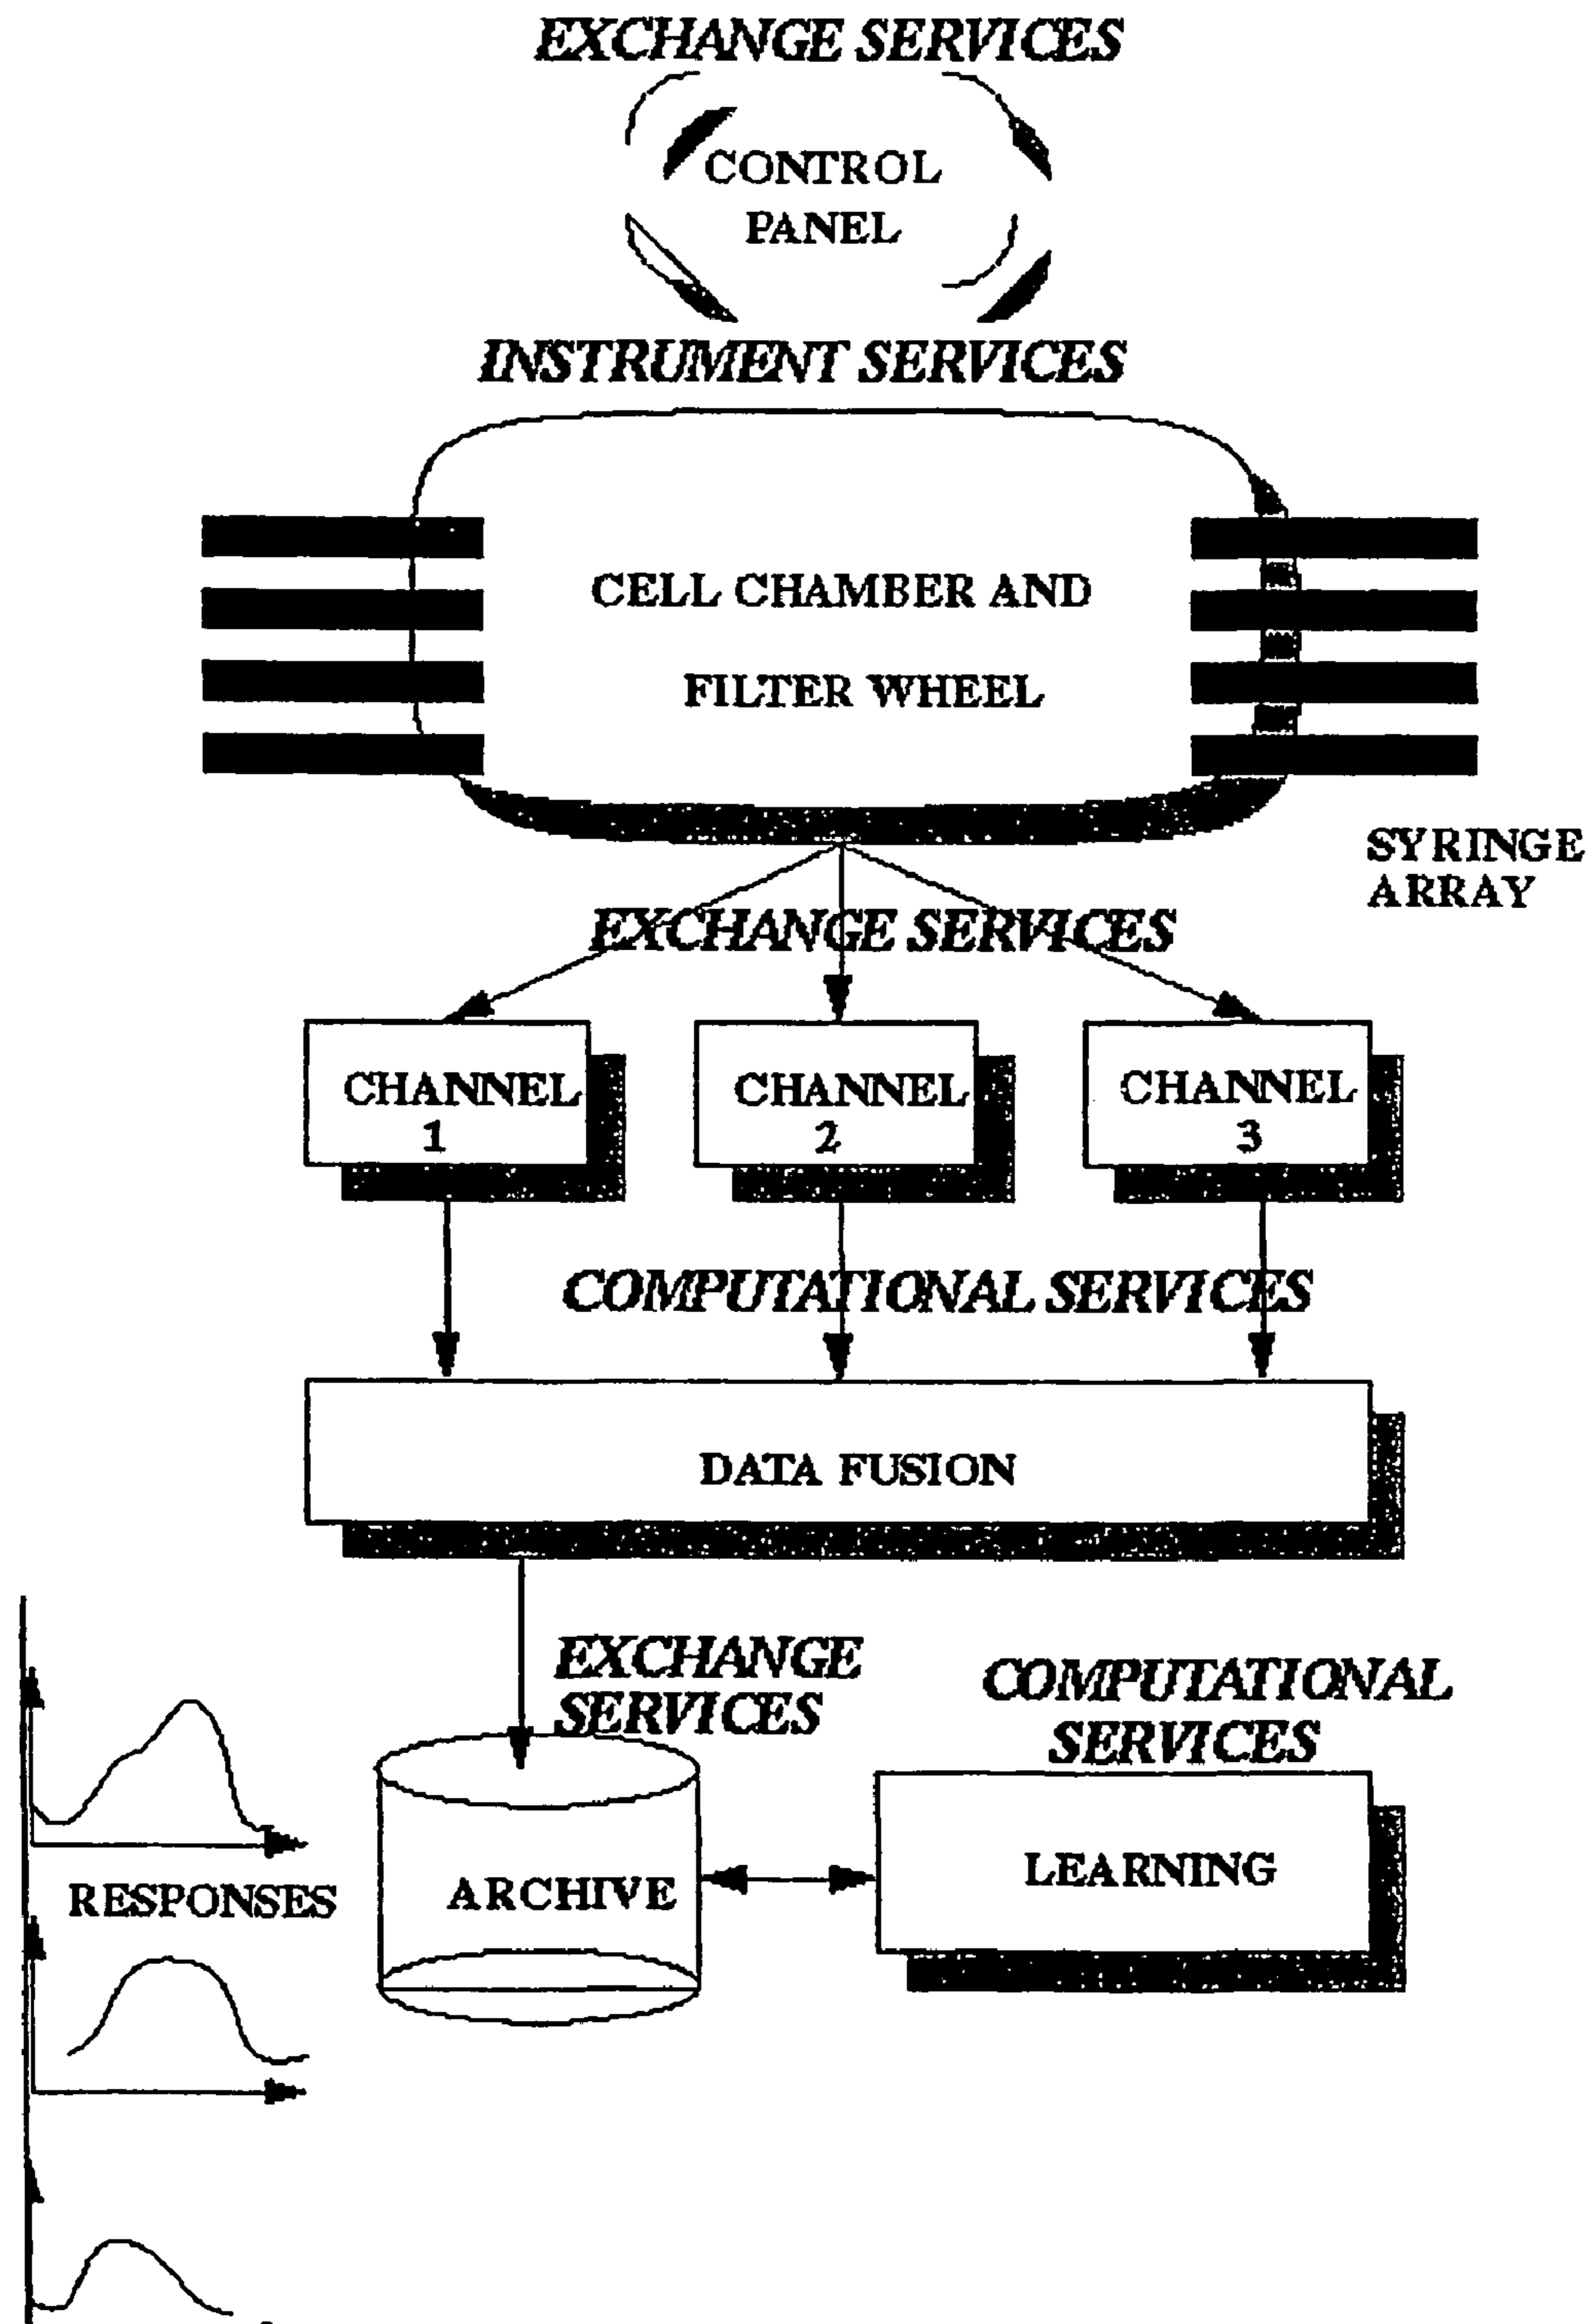 EXCHANGE SERVICES
CONTROL
PANEL
INSTRUMENT SERVICES
CELL CHAMBER AND
FILTER WHEEL
SYRINGE
ARRAY
EXCHANGE SERVICES
CHANNEL
1
CHANNEL
2
CHANNEL
3
COMPUTATIONAL SERVICES
DATA FUSION
EXCHANGE
SERVICES
COMPUTATIONAL
SERVICES
RESPONSES
ARCHIVE
LEARNING